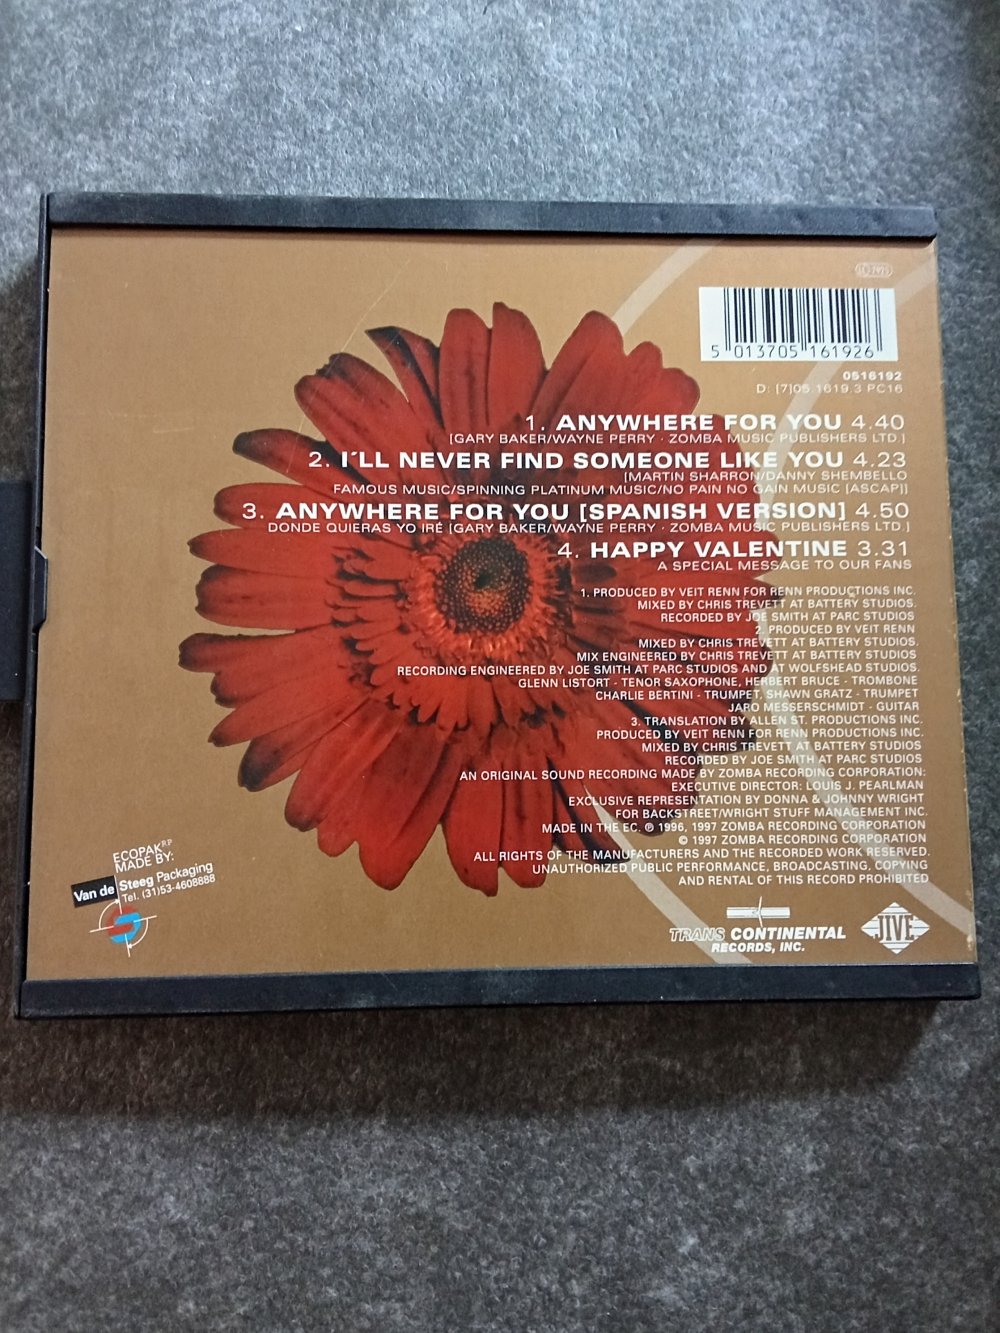 LC 7921
5 013705 161926
0516192
D: [7]05.1619.3 PC16
1. ANYWHERE FOR YOU 4.40
[GARY BAKER/WAYNE PERRY · ZOMBA MUSIC PUBLISHERS LTD.]
2. I´LL NEVER FIND SOMEONE LIKE YOU 4.23
[MARTIN SHARRON/DANNY SHEMBELLO
FAMOUS MUSIC/SPINNING PLATINUM MUSIC/NO PAIN NO GAIN MUSIC [ASCAP]]
3. ANYWHERE FOR YOU [SPANISH VERSION] 4.50
DONDE QUIERAS YO IRÉ [GARY BAKER/WAYNE PERRY · ZOMBA MUSIC PUBLISHERS LTD.]
4. HAPPY VALENTINE 3.31
A SPECIAL MESSAGE TO OUR FANS
1. PRODUCED BY VEIT RENN FOR RENN PRODUCTIONS INC.
MIXED BY CHRIS TREVETT AT BATTERY STUDIOS.
RECORDED BY JOE SMITH AT PARC STUDIOS
2. PRODUCED BY VEIT RENN
MIXED BY CHRIS TREVETT AT BATTERY STUDIOS.
MIX ENGINEERED BY CHRIS TREVETT AT BATTERY STUDIOS
RECORDING ENGINEERED BY JOE SMITH AT PARC STUDIOS AND AT WOLFSHEAD STUDIOS.
GLENN LISTORT - TENOR SAXOPHONE, HERBERT BRUCE - TROMBONE
CHARLIE BERTINI - TRUMPET, SHAWN GRATZ - TRUMPET
JARO MESSERSCHMIDT - GUITAR
3. TRANSLATION BY ALLEN ST. PRODUCTIONS INC.
PRODUCED BY VEIT RENN FOR RENN PRODUCTIONS INC.
MIXED BY CHRIS TREVETT AT BATTERY STUDIOS
RECORDED BY JOE SMITH AT PARC STUDIOS
AN ORIGINAL SOUND RECORDING MADE BY ZOMBA RECORDING CORPORATION:
EXECUTIVE DIRECTOR: LOUIS J. PEARLMAN
EXCLUSIVE REPRESENTATION BY DONNA & JOHNNY WRIGHT
FOR BACKSTREET/WRIGHT STUFF MANAGEMENT INC.
MADE IN THE EC. ℗ 1996, 1997 ZOMBA RECORDING CORPORATION
© 1997 ZOMBA RECORDING CORPORATION
ALL RIGHTS OF THE MANUFACTURERS AND THE RECORDED WORK RESERVED.
UNAUTHORIZED PUBLIC PERFORMANCE, BROADCASTING, COPYING
AND RENTAL OF THIS RECORD PROHIBITED
ECOPAK R.P
MADE BY:
Van de Steeg Packaging
Tel. (31)53-4608888
TRANS CONTINENTAL
RECORDS, INC.
JIVE